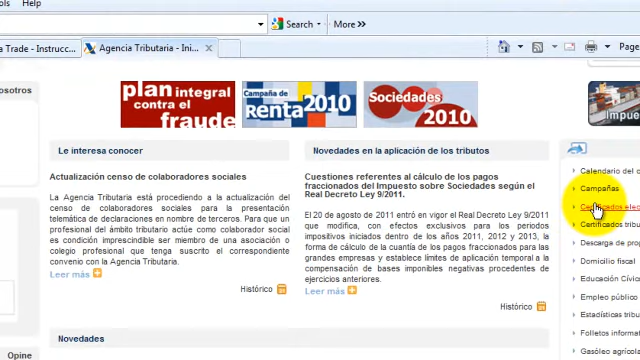 ls Help
Search More »
a Trade - Instrucc... Agencia Tributaria - Ini... Page
osotros
plan integral
contra el
fraude
Campaña de
Renta 2010
Sociedades
2010
Impue
Le interesa conocer
Actualización censo de colaboradores sociales
La Agencia Tributaria está procediendo a la actualización
del censo de colaboradores sociales para la presentación
telemática de declaraciones en nombre de terceros. Para que un
profesional del ámbito tributario actúe como colaborador social
es condición imprescindible ser miembro de una asociación o
colegio profesional que tenga suscrito el correspondiente
convenio con la Agencia Tributaria.
Leer más
Histórico
Novedades en la aplicación de los tributos
Cuestiones referentes al cálculo de los pagos
fraccionados del Impuesto sobre Sociedades según el
Real Decreto Ley 9/2011.
El 20 de agosto de 2011 entró en vigor el Real Decreto Ley 9/2011
que modifica, con efectos exclusivos para los periodos
impositivos iniciados dentro de los años 2011, 2012 y 2013, la
forma de cálculo de la cuantía de los pagos fraccionados para las
grandes empresas y establece límites de aplicación temporal a la
compensación de bases imponibles negativas procedentes de
ejercicios anteriores.
Leer más
Histórico
Calendario del c
Campañas
Certificados elec
Certificados tribu
Descarga de pro
Domicilio fiscal
Educación Cívic
Empleo público
Estadísticas trib
Folletos informa
Modelos
Novedades
Opine